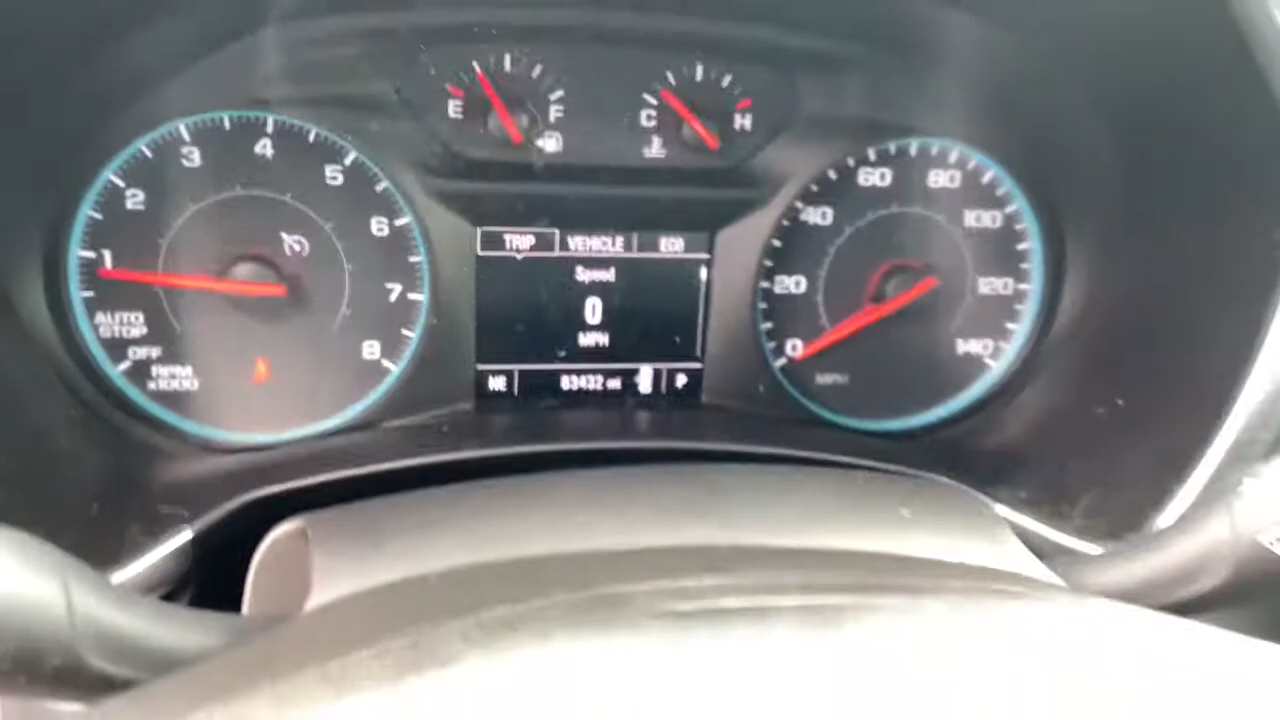 E F
C H
1 2 3 4 5 6 7 8
AUTO
STOP
OFF
RPM
x1000
TRIP VEHICLE ECO
Speed
0
MPH
NE 83432 mi P
0 20 40 60 80 100 120 140
MPH